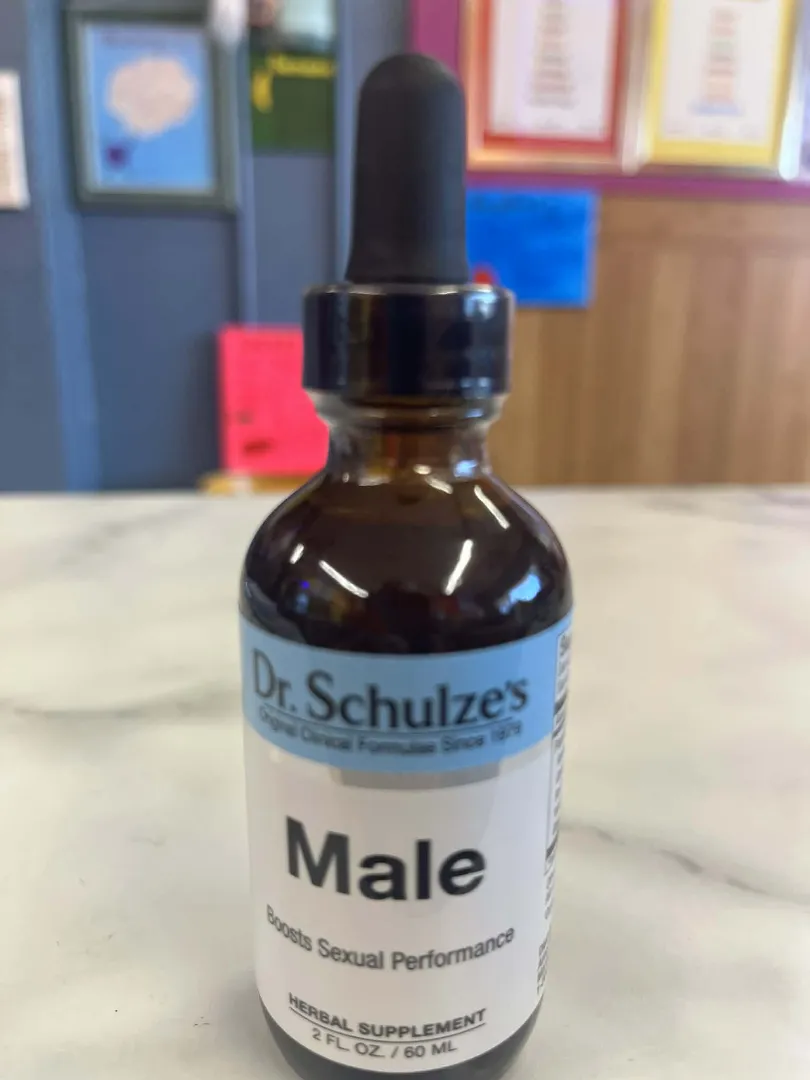 Dr. Schulze's
Original Clinical Formulae Since 1979
Male
Boosts Sexual Performance
HERBAL SUPPLEMENT
2 FL. OZ. / 60 ML